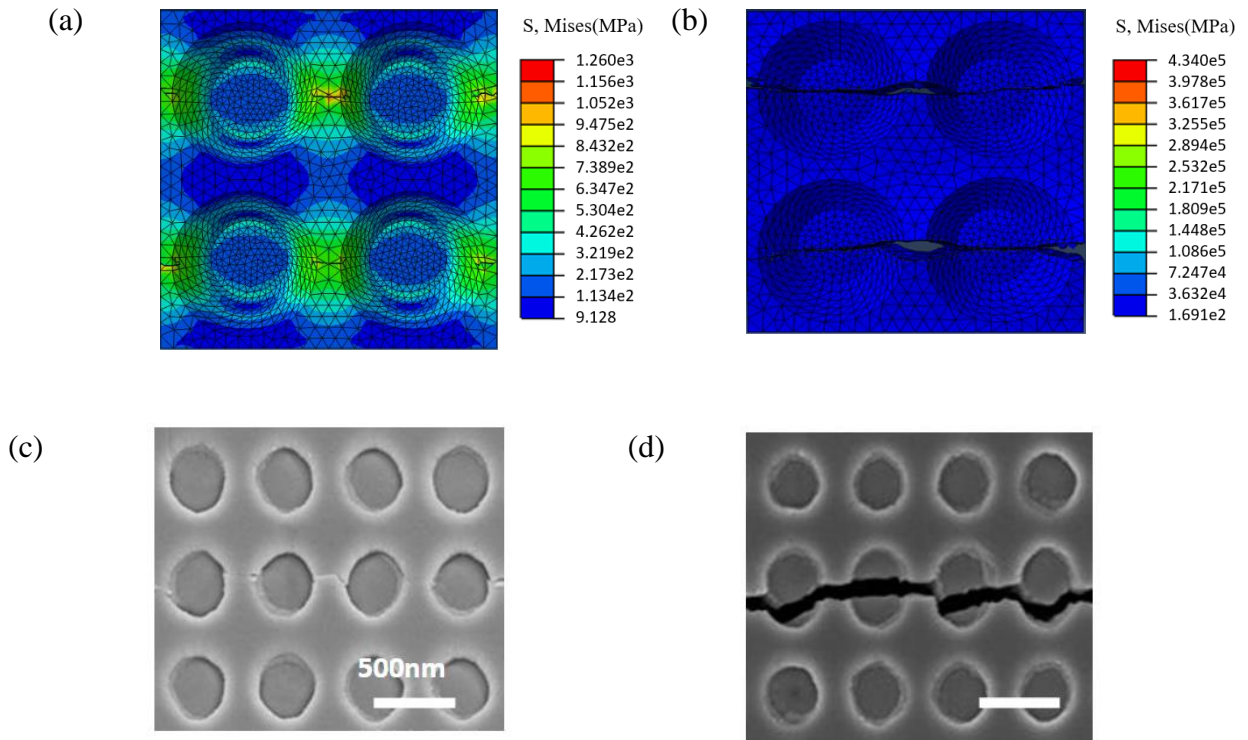 (a)
S, Mises(MPa)
1.260e3
1.156e3
1.052e3
9.475e2
8.432e2
7.389e2
6.347e2
5.304e2
4.262e2
3.219e2
2.173e2
1.134e2
9.128
(b)
S, Mises(MPa)
4.340e5
3.978e5
3.617e5
3.255e5
2.894e5
2.532e5
2.171e5
1.809e5
1.448e5
1.086e5
7.247e4
3.632e4
1.691e2
(c)
500nm
(d)